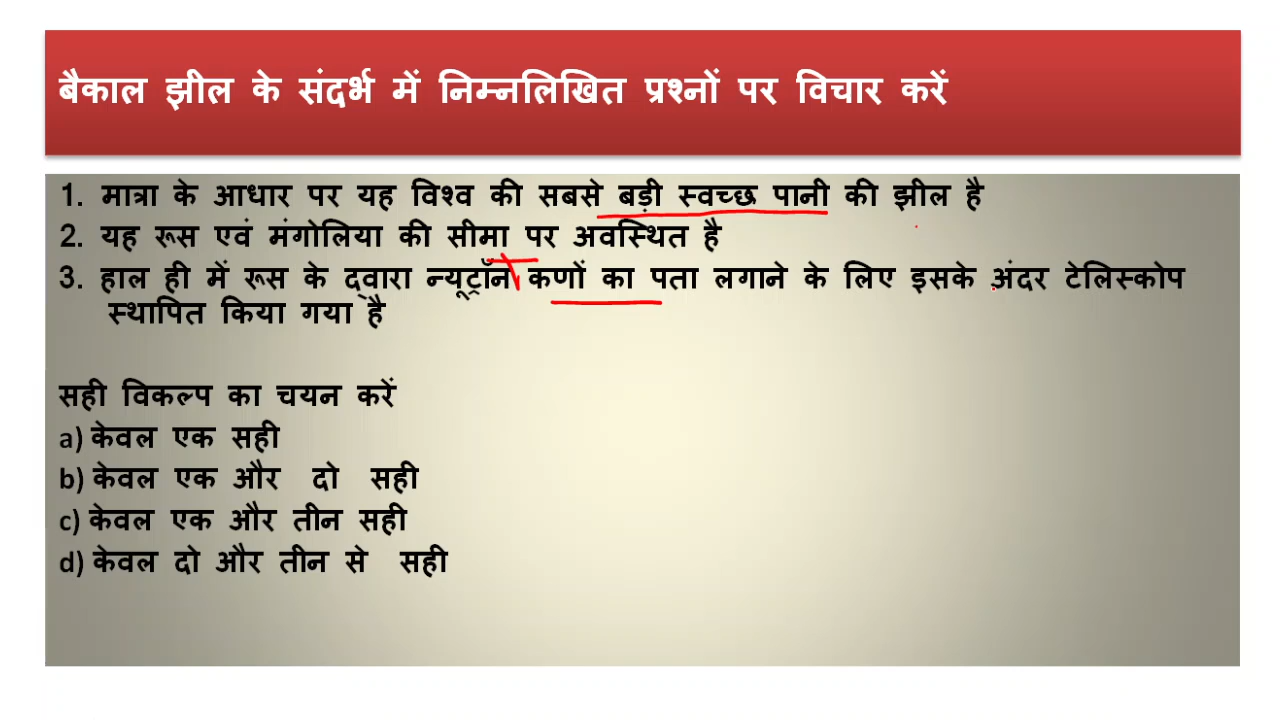 बैकाल झील के संदर्भ में निम्नलिखित प्रश्नों पर विचार करें
1. मात्रा के आधार पर यह विश्व की सबसे बड़ी स्वच्छ पानी की झील है
2. यह रूस एवं मंगोलिया की सीमा पर अवस्थित है
3. हाल ही में रूस के द्वारा न्यूट्रॉन कणों का पता लगाने के लिए इसके अंदर टेलिस्कोप
स्थापित किया गया है
सही विकल्प का चयन करें
a) केवल एक सही
b) केवल एक और दो सही
c) केवल एक और तीन सही
d) केवल दो और तीन से सही